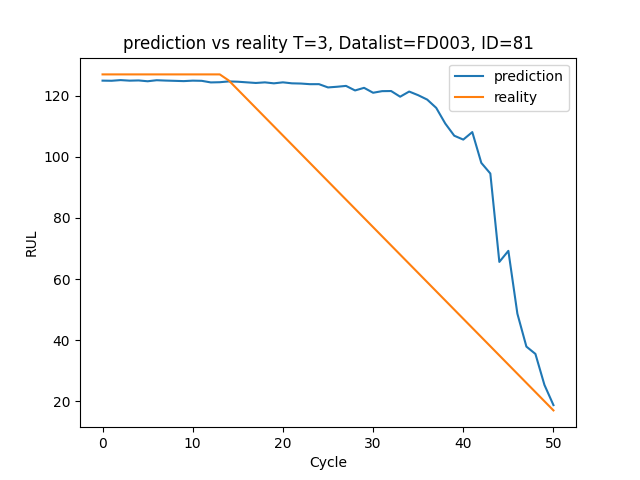 prediction vs reality T=3, Datalist=FD003, ID=81
prediction
reality
120
100
80
60
40
20
RUL
0 10 20 30 40 50
Cycle